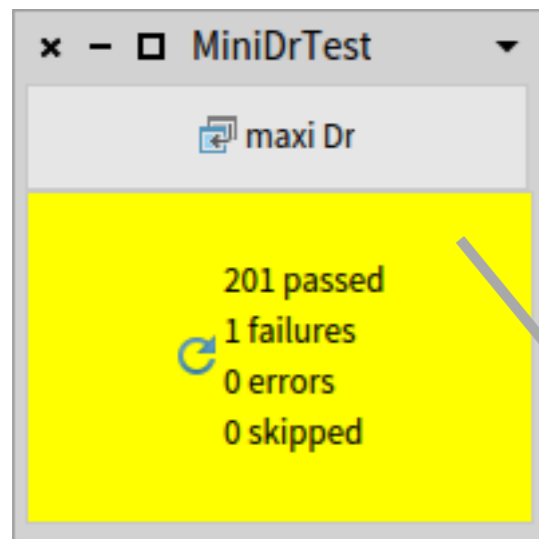 MiniDrTest
maxi Dr
201 passed
1 failures
0 errors
0 skipped